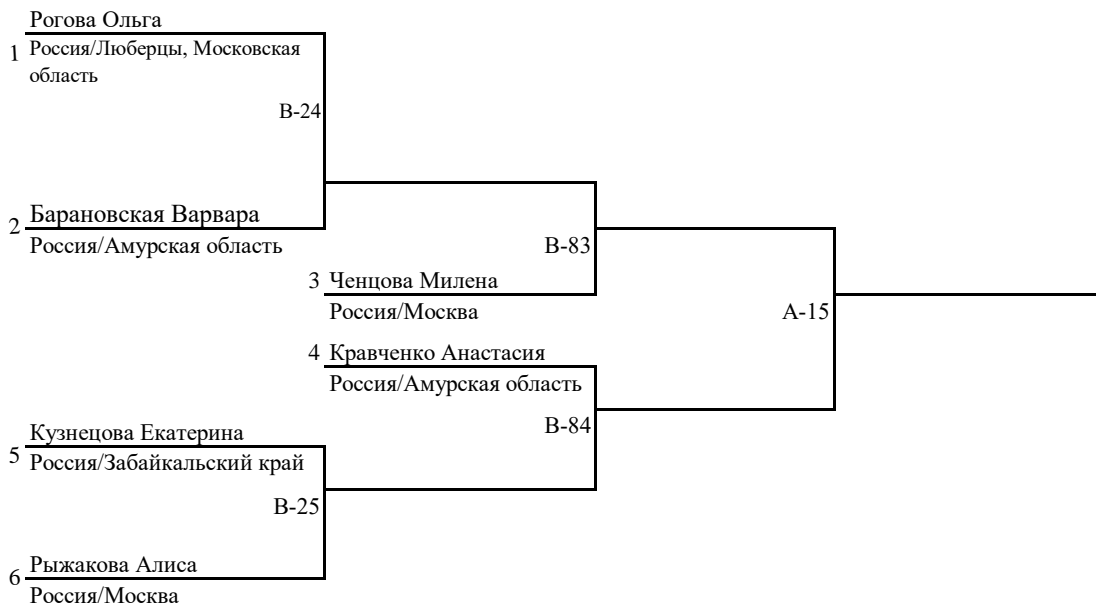 Рогова Ольга
1 Россия/Люберцы, Московская
область
B-24
2 Барановская Варвара
Россия/Амурская область
B-83
3 Ченцова Милена
Россия/Москва
A-15
4 Кравченко Анастасия
Россия/Амурская область
B-84
Кузнецова Екатерина
5 Россия/Забайкальский край
B-25
6 Рыжакова Алиса
Россия/Москва